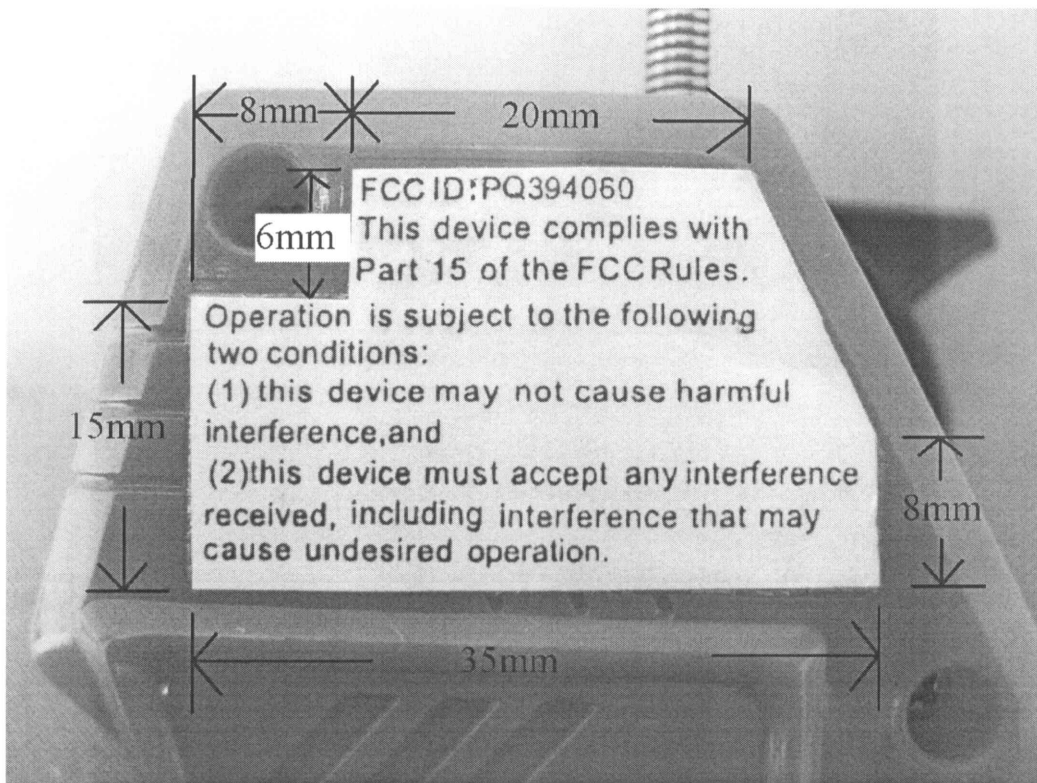 8mm
20mm
6mm
FCC ID:PQ394060
This device complies with
Part 15 of the FCC Rules.
Operation is subject to the following
two conditions:
(1) this device may not cause harmful
interference,and
(2)this device must accept any interference
received, including interference that may
cause undesired operation.
15mm
8mm
35mm